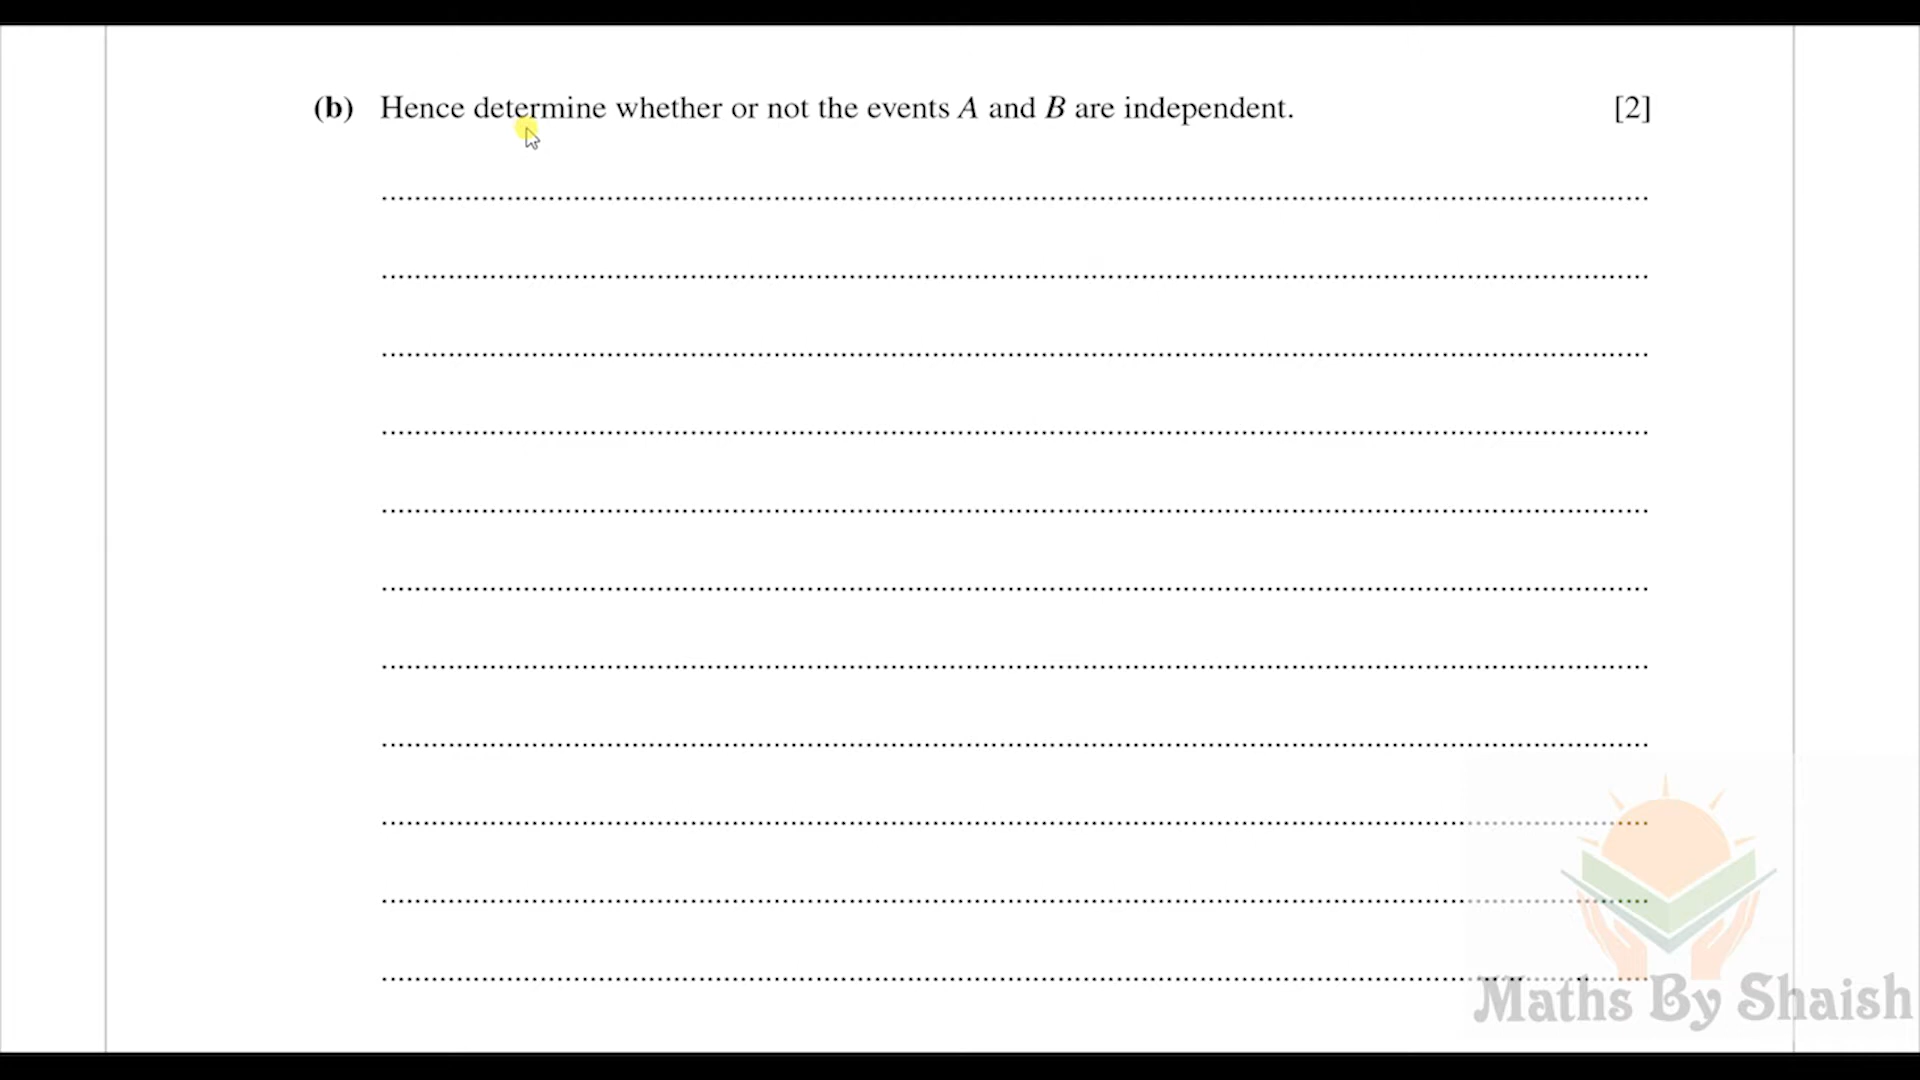 (b) Hence determine whether or not the events A and B are independent. [2]
Maths By Shaish